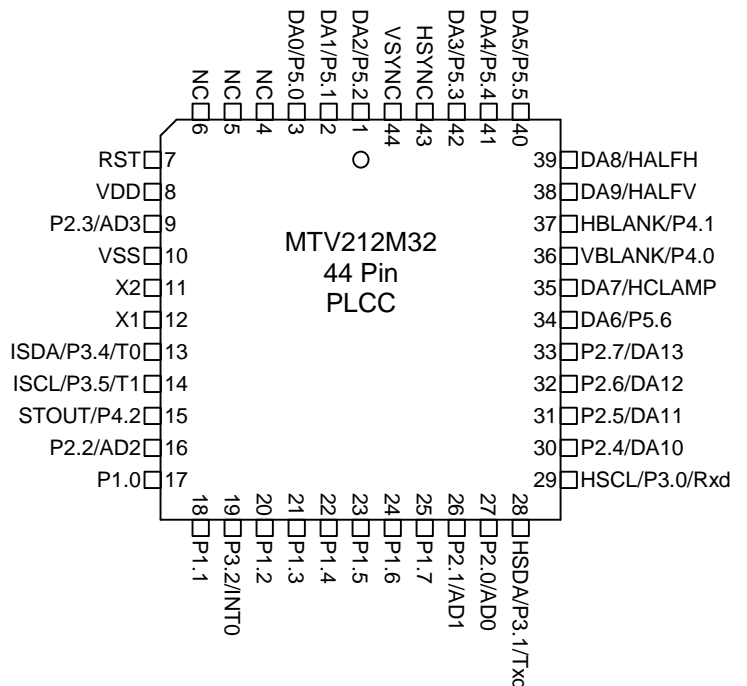 NC
NC
NC
DA0/P5.0
DA1/P5.1
DA2/P5.2
VSYNC
HSYNC
DA3/P5.3
DA4/P5.4
DA5/P5.5
6
5
4
3
2
1
44
43
42
41
40
RST 7
VDD 8
P2.3/AD3 9
VSS 10
X2 11
X1 12
ISDA/P3.4/T0 13
ISCL/P3.5/T1 14
STOUT/P4.2 15
P2.2/AD2 16
P1.0 17
MTV212M32
44 Pin
PLCC
39 DA8/HALFH
38 DA9/HALFV
37 HBLANK/P4.1
36 VBLANK/P4.0
35 DA7/HCLAMP
34 DA6/P5.6
33 P2.7/DA13
32 P2.6/DA12
31 P2.5/DA11
30 P2.4/DA10
29 HSCL/P3.0/Rxd
18
19
20
21
22
23
24
25
26
27
28
P1.1
P3.2/INT0
P1.2
P1.3
P1.4
P1.5
P1.6
P1.7
P2.1/AD1
P2.0/AD0
HSDA/P3.1/Txd